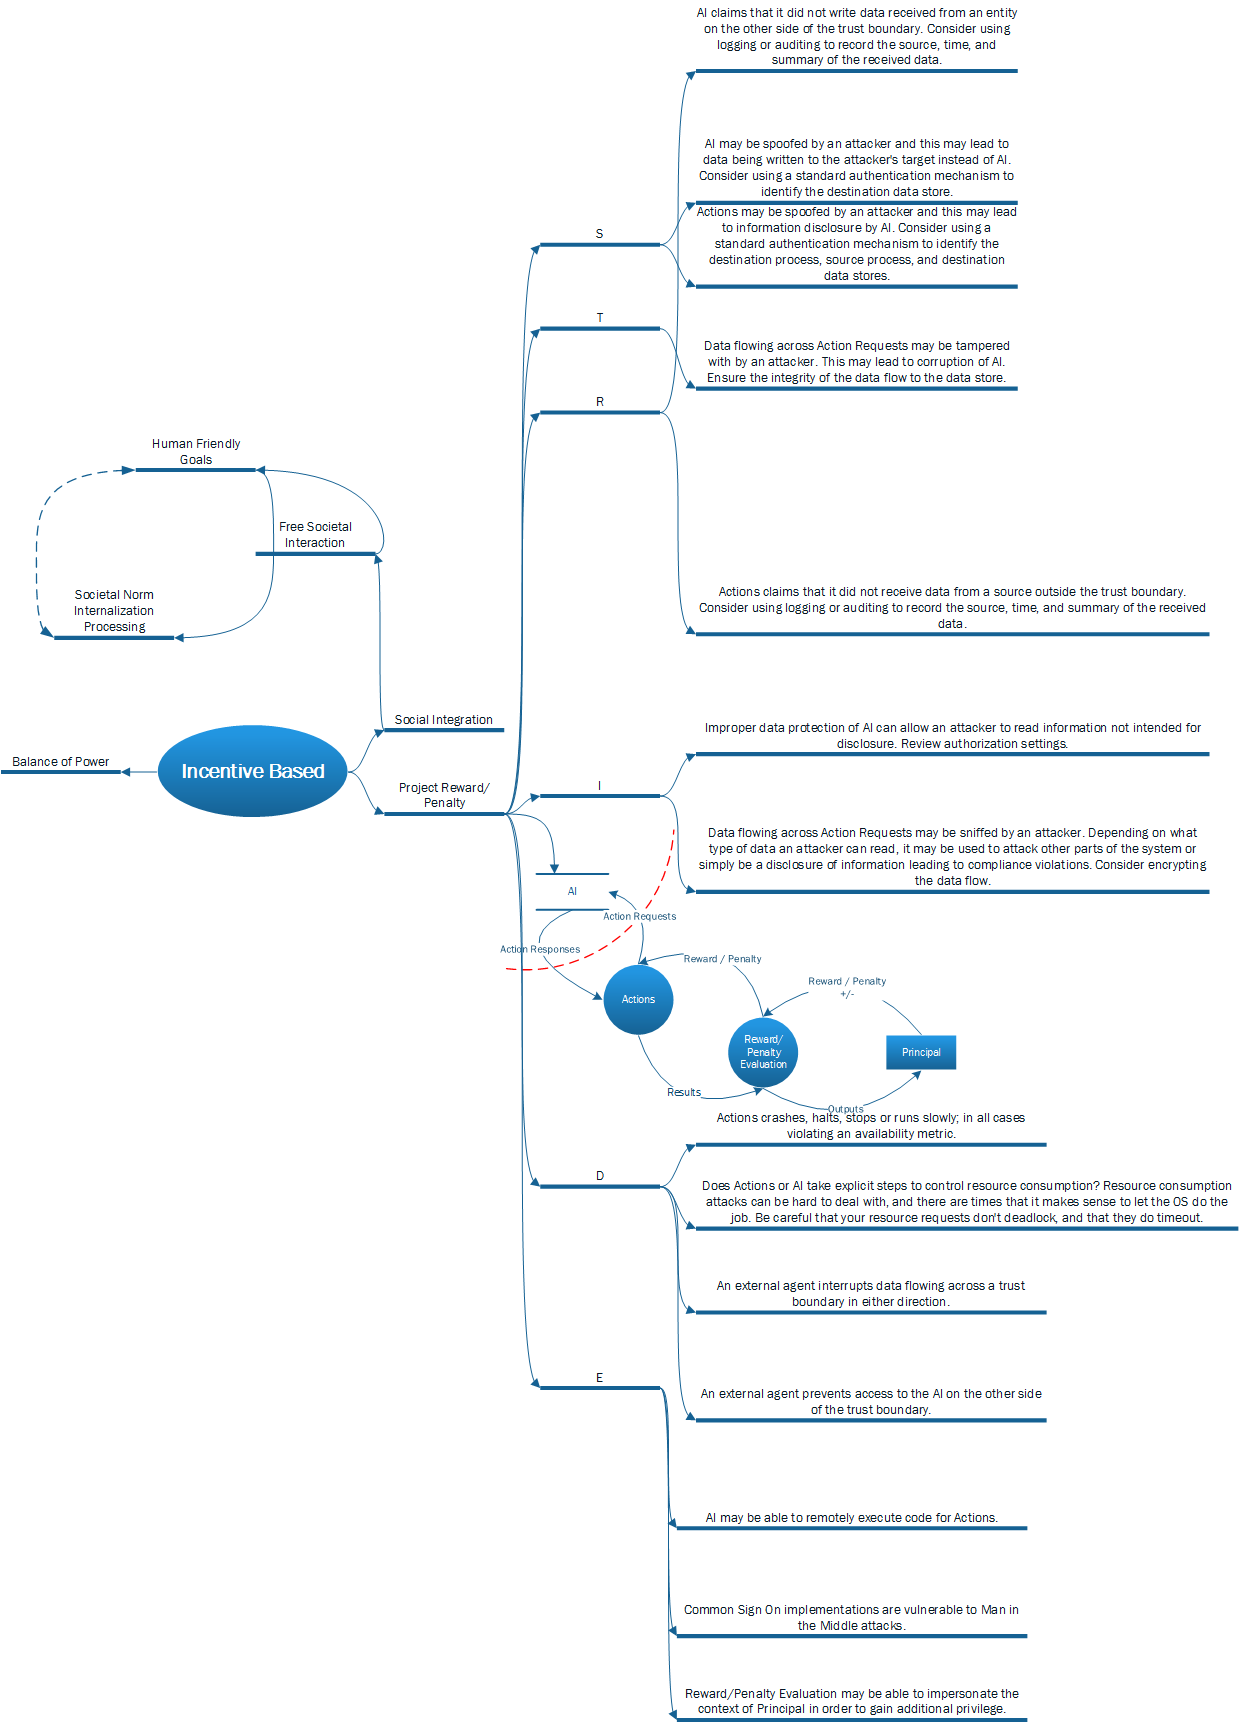 AI claims that it did not write data received from an entity
on the other side of the trust boundary. Consider using
logging or auditing to record the source, time, and
summary of the received data.
AI may be spoofed by an attacker and this may lead to
data being written to the attacker's target instead of AI.
Consider using a standard authentication mechanism to
identify the destination data store.
Actions may be spoofed by an attacker and this may lead
to information disclosure by AI. Consider using a
standard authentication mechanism to identify the
destination process, source process, and destination
data stores.
S
T
Data flowing across Action Requests may be tampered
with by an attacker. This may lead to corruption of AI.
Ensure the integrity of the data flow to the data store.
R
Human Friendly
Goals
Free Societal
Interaction
Societal Norm
Internalization
Processing
Actions claims that it did not receive data from a source outside the trust boundary.
Consider using logging or auditing to record the source, time, and summary of the received
data.
Social Integration
Balance of Power
Incentive Based
Project Reward/
Penalty
Improper data protection of AI can allow an attacker to read information not intended for
disclosure. Review authorization settings.
I
Data flowing across Action Requests may be sniffed by an attacker. Depending on what
type of data an attacker can read, it may be used to attack other parts of the system or
simply be a disclosure of information leading to compliance violations. Consider encrypting
the data flow.
AI
Action Requests
Action Responses
Reward / Penalty
Reward / Penalty
+/-
Actions
Reward/
Penalty
Evaluation
Principal
Results
Outputs
Actions crashes, halts, stops or runs slowly; in all cases
violating an availability metric.
D
Does Actions or AI take explicit steps to control resource consumption? Resource consumption
attacks can be hard to deal with, and there are times that it makes sense to let the OS do the
job. Be careful that your resource requests don't deadlock, and that they do timeout.
An external agent interrupts data flowing across a trust
boundary in either direction.
E
An external agent prevents access to the AI on the other side
of the trust boundary.
AI may be able to remotely execute code for Actions.
Common Sign On implementations are vulnerable to Man in
the Middle attacks.
Reward/Penalty Evaluation may be able to impersonate the
context of Principal in order to gain additional privilege.